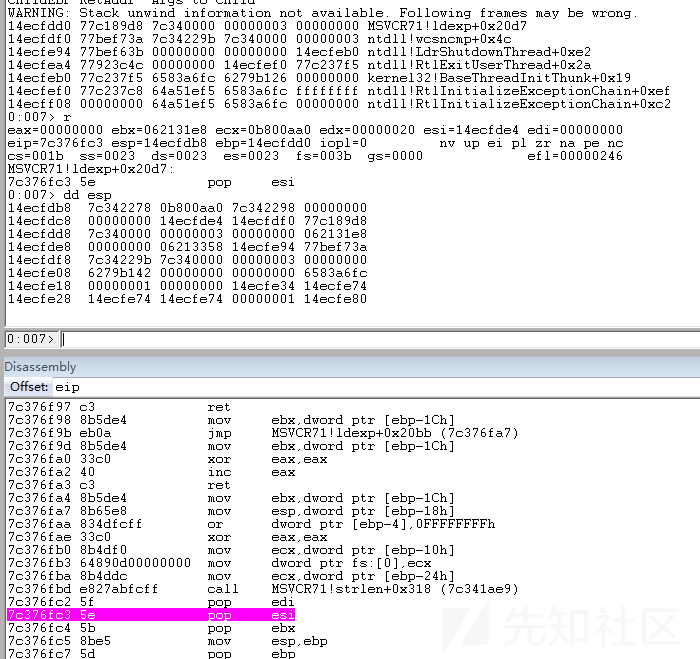 WARNING: Stack unwind information not available. Following frames may be wrong.
14ecfdd0 77c189d8 7c340000 00000003 00000000 MSVCR71!ldexp+0x20d7
14ecfdf0 77bef73a 7c34229b 7c340000 00000003 ntdll!wcsncmp+0x4c
14ecfe94 77bef63b 00000000 00000000 14ecfeb0 ntdll!LdrShutdownThread+0xe2
14ecfea4 77923c4c 00000000 14ecfef0 77c237f5 ntdll!RtlExitUserThread+0x2a
14ecfeb0 77c237f5 6583a6fc 6279b126 00000000 kernel32!BaseThreadInitThunk+0x19
14ecfef0 77c237c8 64a51ef5 6583a6fc ffffffff ntdll!RtlInitializeExceptionChain+0xef
14ecff08 00000000 64a51ef5 6583a6fc 00000000 ntdll!RtlInitializeExceptionChain+0xc2
0:007> r
eax=00000000 ebx=062131e8 ecx=0b800aa0 edx=00000020 esi=14ecfde4 edi=00000000
eip=7c376fc3 esp=14ecfdb8 ebp=14ecfdd0 iopl=0 nv up ei pl zr na pe nc
cs=001b ss=0023 ds=0023 es=0023 fs=003b gs=0000 efl=00000246
MSVCR71!ldexp+0x20d7:
7c376fc3 5e pop esi
0:007> dd esp
14ecfdb8 7c342278 0b800aa0 7c342298 00000000
14ecfdc8 00000000 14ecfde4 14ecfdf0 77c189d8
14ecfdd8 7c340000 00000003 00000000 062131e8
14ecfde8 00000000 06213358 14ecfe94 77bef73a
14ecfdf8 7c34229b 7c340000 00000003 00000000
14ecfe08 6279b142 00000000 00000000 6583a6fc
14ecfe18 00000001 00000000 14ecfe34 14ecfe74
14ecfe28 14ecfe74 14ecfe74 00000001 14ecfe80
0:007>
Disassembly
Offset: eip
7c376f97 c3 ret
7c376f98 8b5de4 mov ebx,dword ptr [ebp-1Ch]
7c376f9b eb0a jmp MSVCR71!ldexp+0x20bb (7c376fa7)
7c376f9d 8b5de4 mov ebx,dword ptr [ebp-1Ch]
7c376fa0 33c0 xor eax,eax
7c376fa2 40 inc eax
7c376fa3 c3 ret
7c376fa4 8b5de4 mov ebx,dword ptr [ebp-1Ch]
7c376fa7 8b65e8 mov esp,dword ptr [ebp-18h]
7c376faa 834dfcff or dword ptr [ebp-4],0FFFFFFFFh
7c376fae 33c0 xor eax,eax
7c376fb0 8b4df0 mov ecx,dword ptr [ebp-10h]
7c376fb3 64890d00000000 mov dword ptr fs:[0],ecx
7c376fba 8b4ddc mov ecx,dword ptr [ebp-24h]
7c376fbd e827abfcff call MSVCR71!strlen+0x318 (7c341ae9)
7c376fc2 5f pop edi
7c376fc3 5e pop esi
7c376fc4 5b pop ebx
7c376fc5 8be5 mov esp,ebp
7c376fc7 5d pop ebp
先知社区